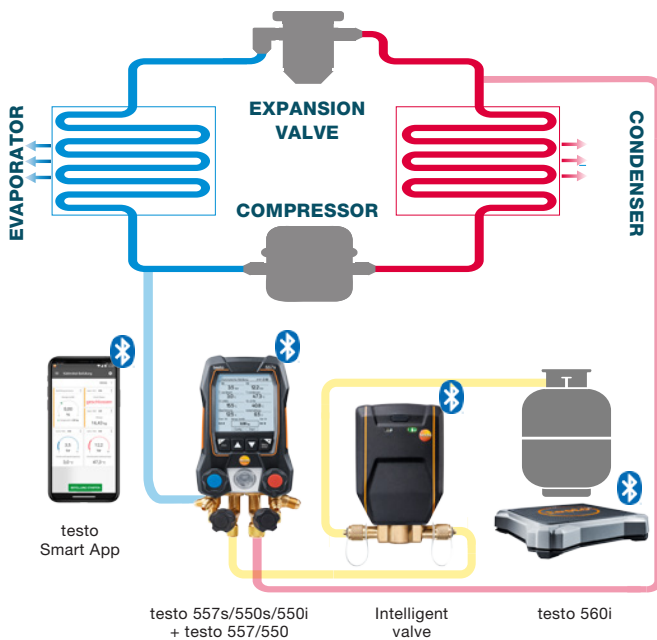 EXPANSION
VALVE
EVAPORATOR
CONDENSER
COMPRESSOR
testo
Smart App
testo 557s/550s/550i
+ testo 557/550
Intelligent
valve
testo 560i